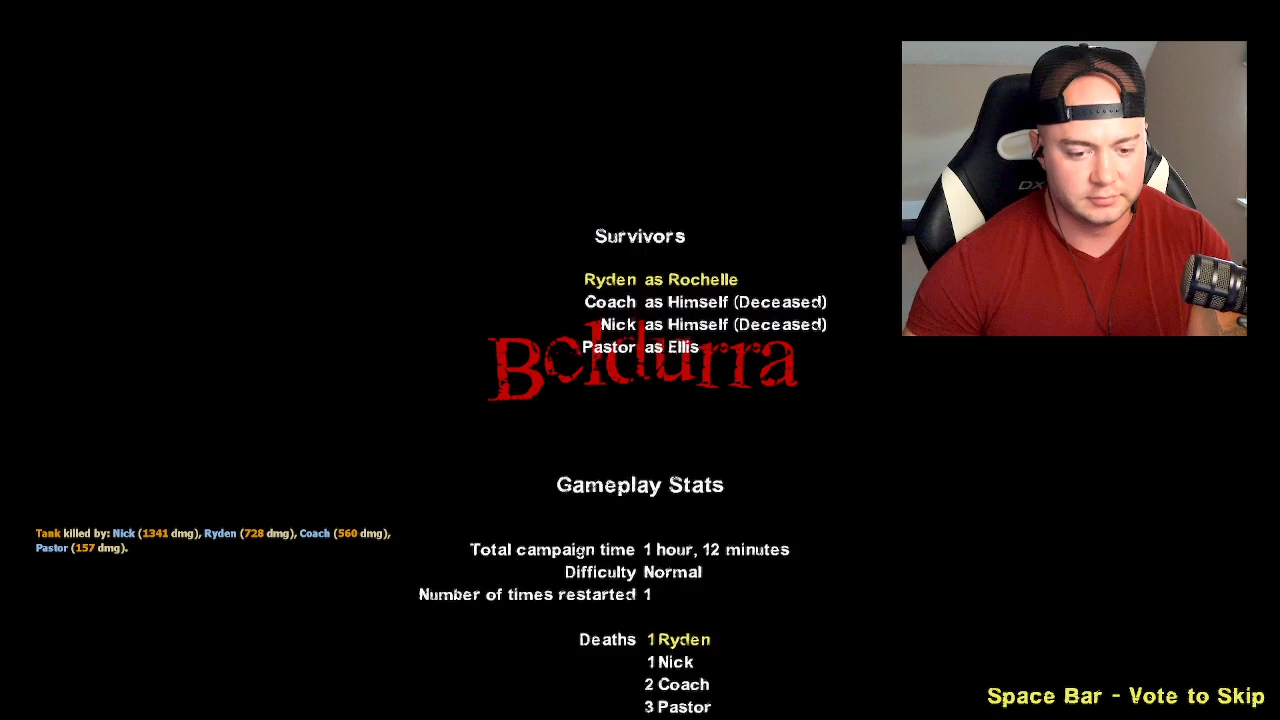 Survivors
Ryden as Rochelle
Coach as Himself (Deceased)
Nick as Himself (Deceased)
Pastor as Ellis
Beldurra
Gameplay Stats
Tank killed by: Nick (1341 dmg), Ryden (728 dmg), Coach (560 dmg),
Pastor (157 dmg).
Total campaign time 1 hour, 12 minutes
Difficulty Normal
Number of times restarted 1
Deaths 1 Ryden
1 Nick
2 Coach
3 Pastor
Space Bar - Vote to Skip
DX